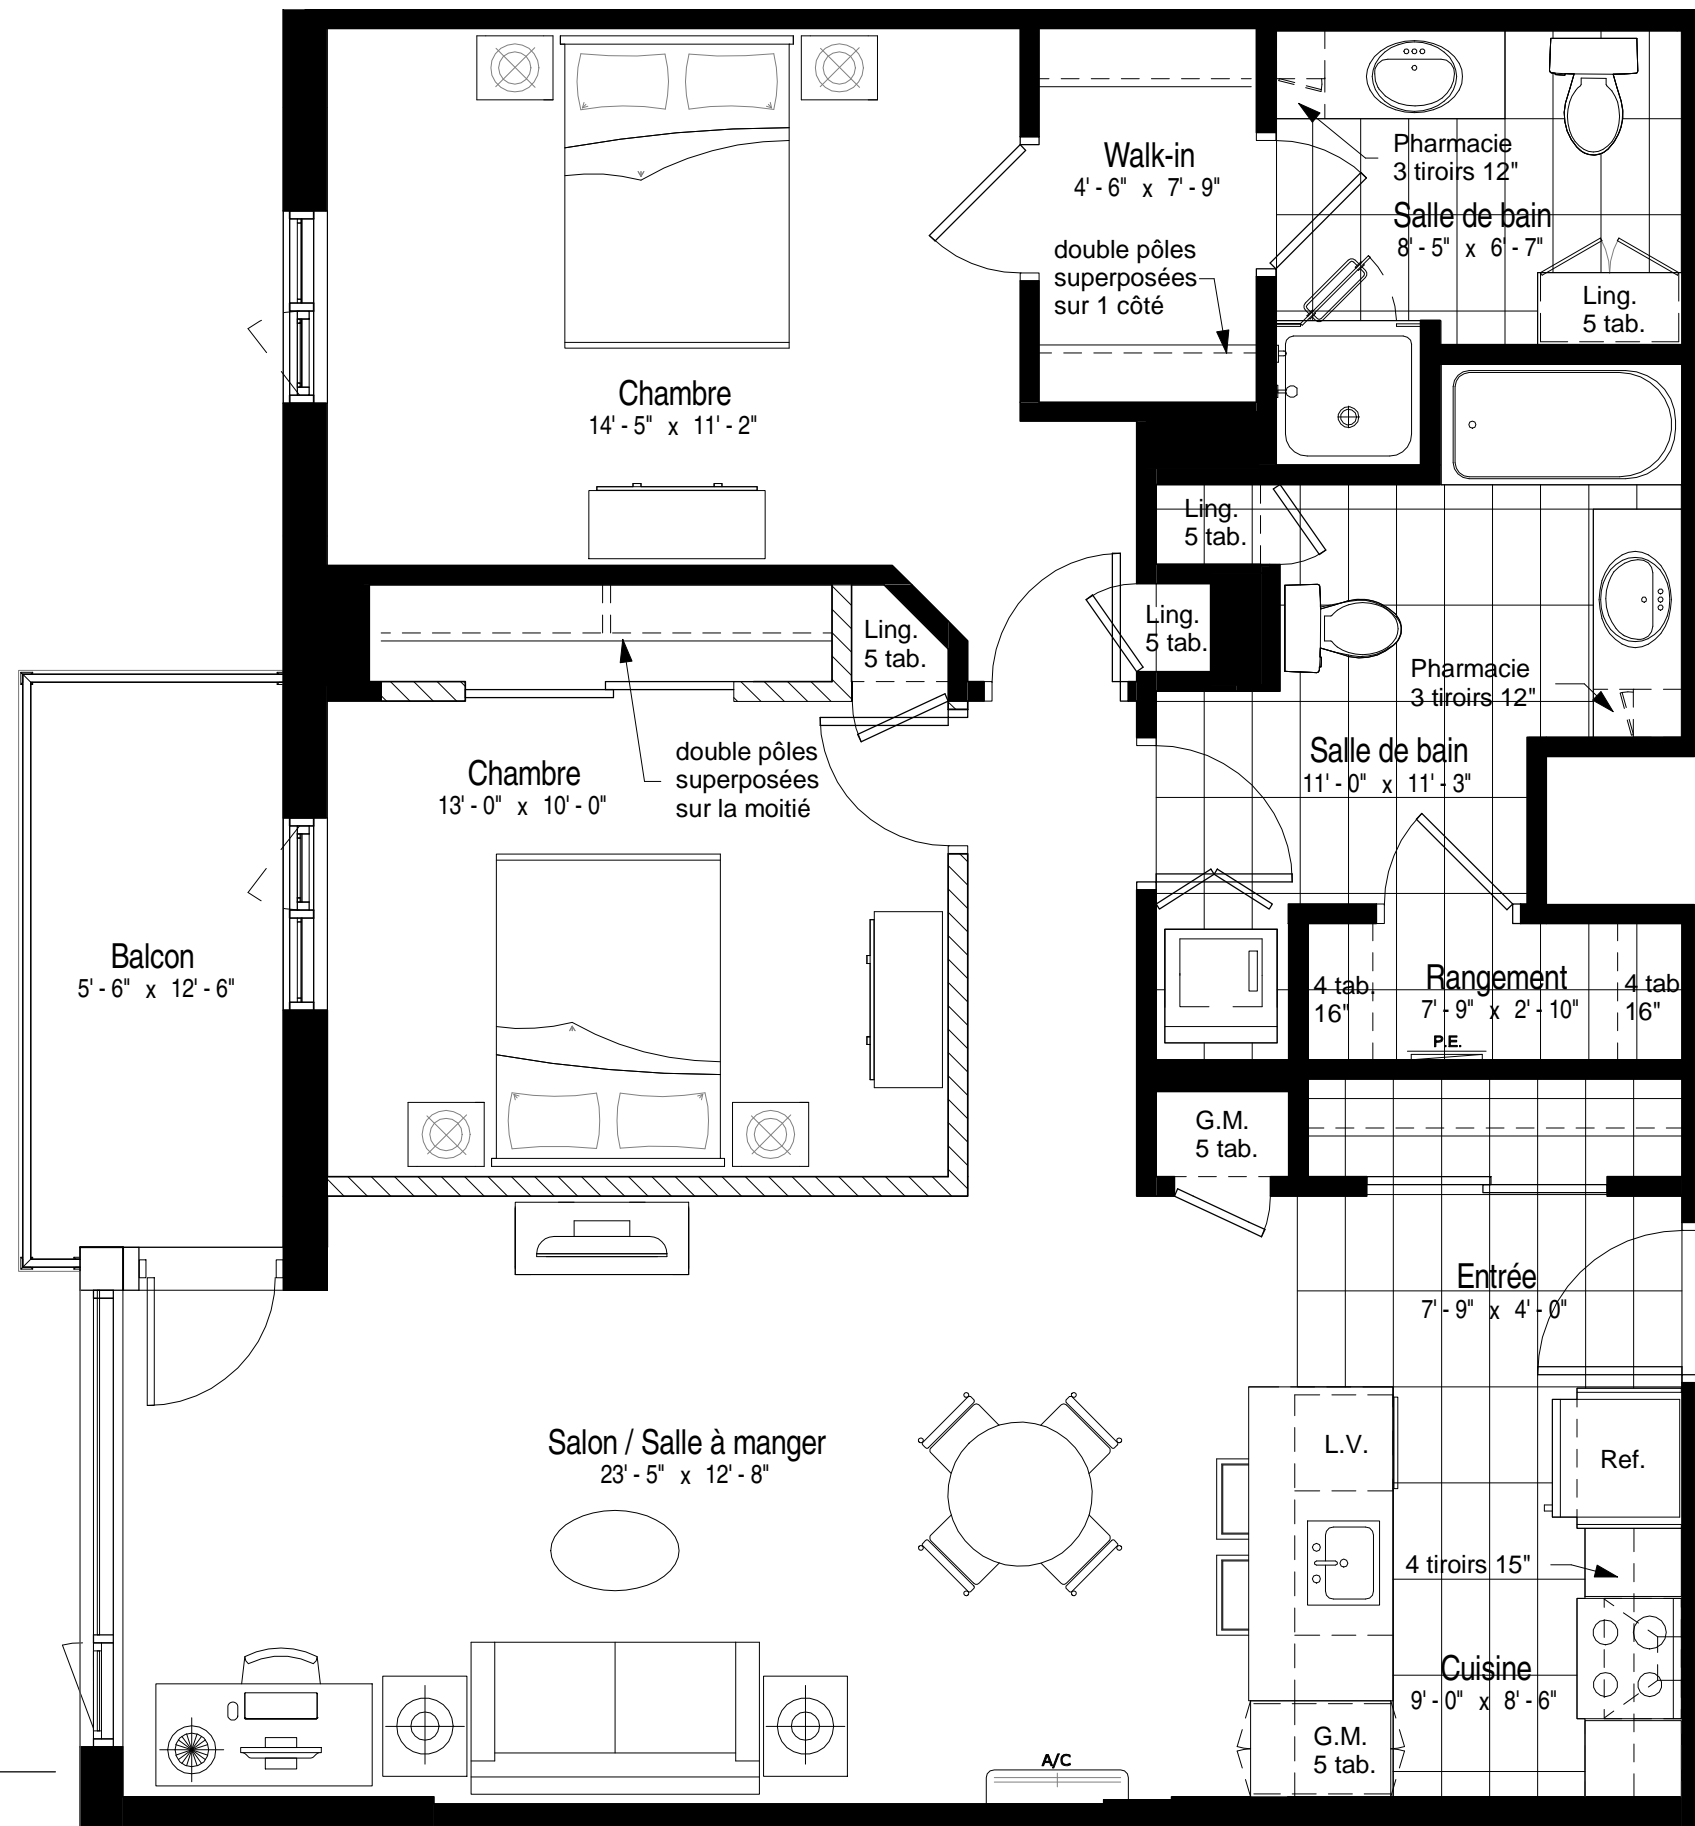 Walk-in
4' - 6" x 7' - 9"
double pôles
superposées
sur 1 côté
Pharmacie
3 tiroirs 12"
Salle de bain
8' - 5" x 6' - 7"
Ling.
5 tab.
Chambre
14' - 5" x 11' - 2"
Ling.
5 tab.
Ling.
5 tab.
Ling.
5 tab.
Pharmacie
3 tiroirs 12"
Salle de bain
11' - 0" x 11' - 3"
Chambre
13' - 0" x 10' - 0"
double pôles
superposées
sur la moitié
Balcon
5' - 6" x 12' - 6"
4 tab.
16"
Rangement
7' - 9" x 2' - 10"
P.E.
4 tab
16"
G.M.
5 tab.
Entrée
7' - 9" x 4' - 0"
Salon / Salle à manger
23' - 5" x 12' - 8"
L.V.
Ref.
4 tiroirs 15"
Cuisine
9' - 0" x 8' - 6"
G.M.
5 tab.
A/C